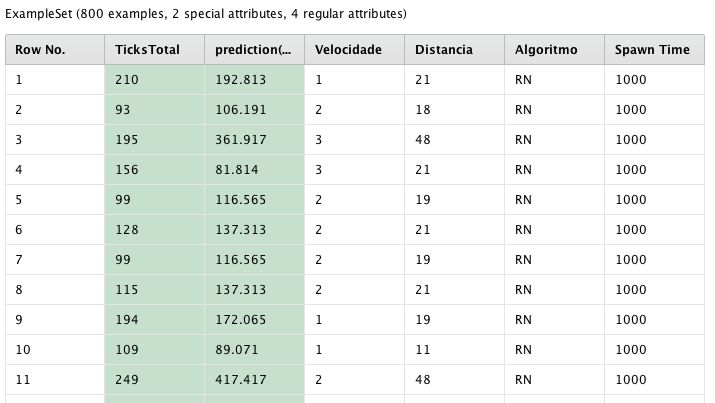 ExampleSet (800 examples, 2 special attributes, 4 regular attributes)
Row No. TicksTotal prediction(... Velocidade Distancia Algoritmo Spawn Time
1 210 192.813 1 21 RN 1000
2 93 106.191 2 18 RN 1000
3 195 361.917 3 48 RN 1000
4 156 81.814 3 21 RN 1000
5 99 116.565 2 19 RN 1000
6 128 137.313 2 21 RN 1000
7 99 116.565 2 19 RN 1000
8 115 137.313 2 21 RN 1000
9 194 172.065 1 19 RN 1000
10 109 89.071 1 11 RN 1000
11 249 417.417 2 48 RN 1000